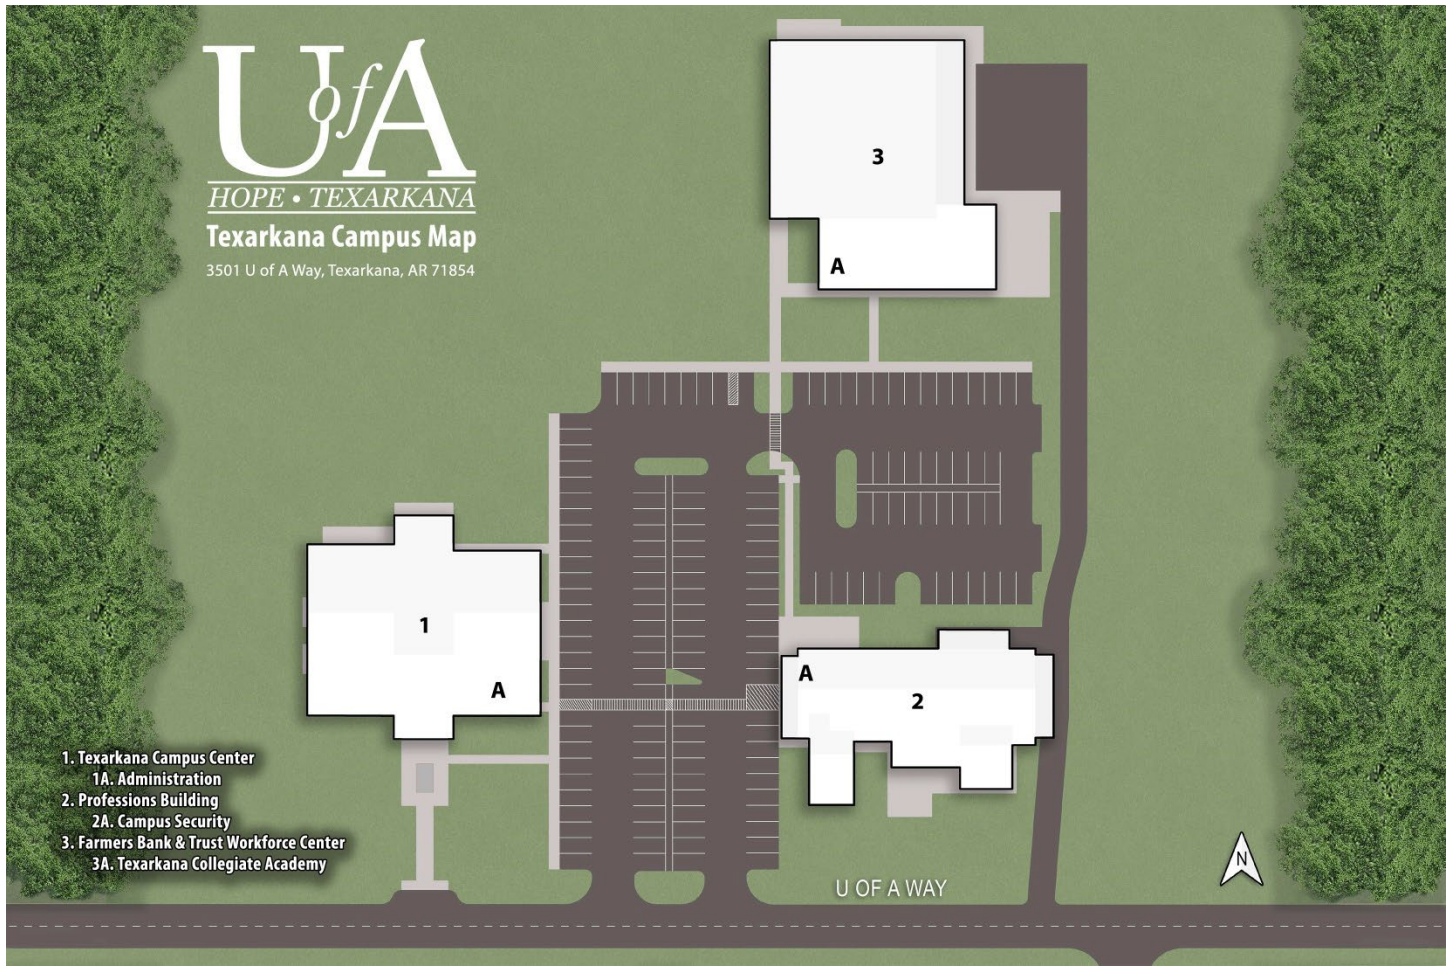 U of A
HOPE • TEXARKANA
Texarkana Campus Map
3501 U of A Way, Texarkana, AR 71854
3
A
1
A
A
2
1. Texarkana Campus Center
1A. Administration
2. Professions Building
2A. Campus Security
3. Farmers Bank & Trust Workforce Center
3A. Texarkana Collegiate Academy
N
U OF A WAY